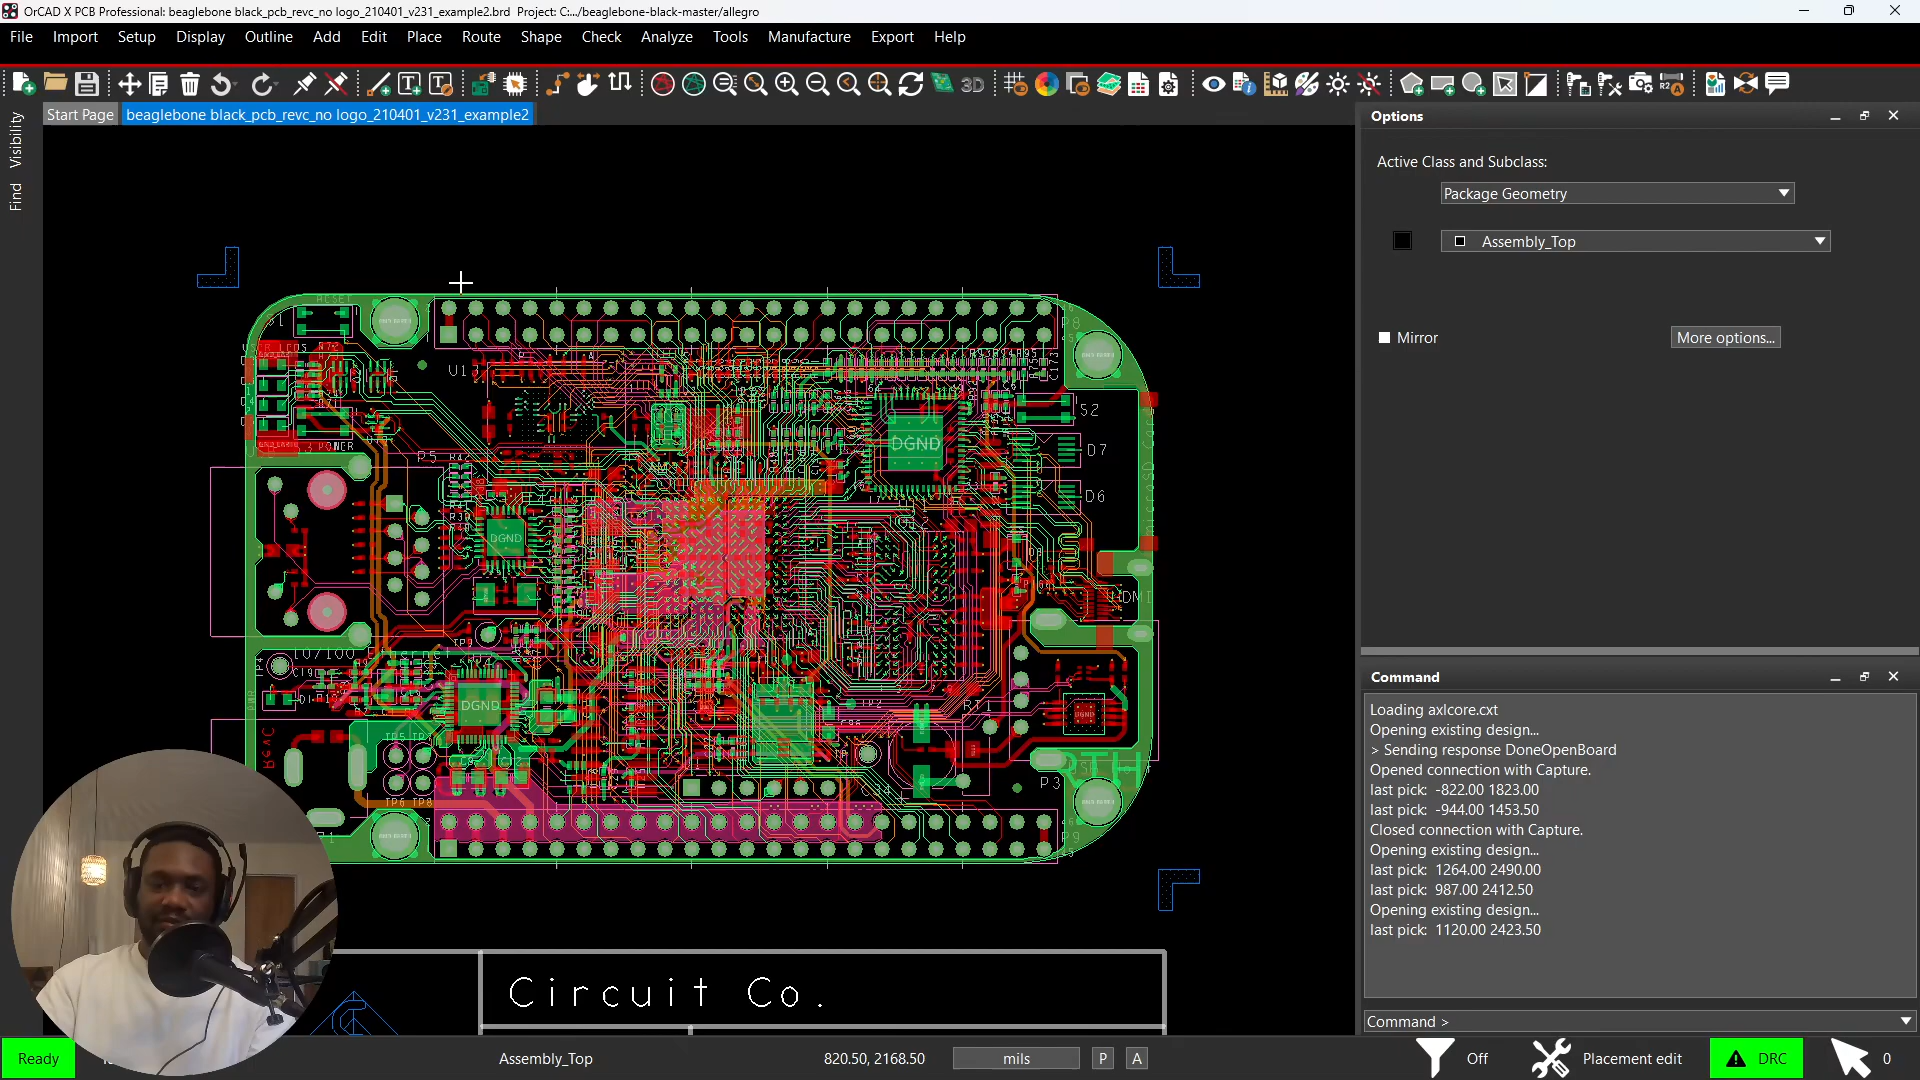 OrCAD X PCB Professional: beaglebone black_pcb_revc_no logo_210401_v231_example2.brd Project: C:.../beaglebone-black-master/allegro
File Import Setup Display Outline Add Edit Place Route Shape Check Analyze Tools Manufacture Export Help
3D
Start Page beaglebone black_pcb_revc_no logo_210401_v231_example2
Visibility
Find
Options
Active Class and Subclass:
Package Geometry
Assembly_Top
Mirror More options...
U1
S2
DGND
D7
P5
D6
DGND
10/100
DGND
RT1
TP6 TP8
P3
Circuit Co.
Command
Loading axlcore.cxt
Opening existing design...
> Sending response DoneOpenBoard
Opened connection with Capture.
last pick: -822.00 1823.00
last pick: -944.00 1453.50
Closed connection with Capture.
Opening existing design...
last pick: 1264.00 2490.00
last pick: 987.00 2412.50
Opening existing design...
last pick: 1120.00 2423.50
Command >
Ready Assembly_Top 820.50, 2168.50 mils P A Off Placement edit DRC 0